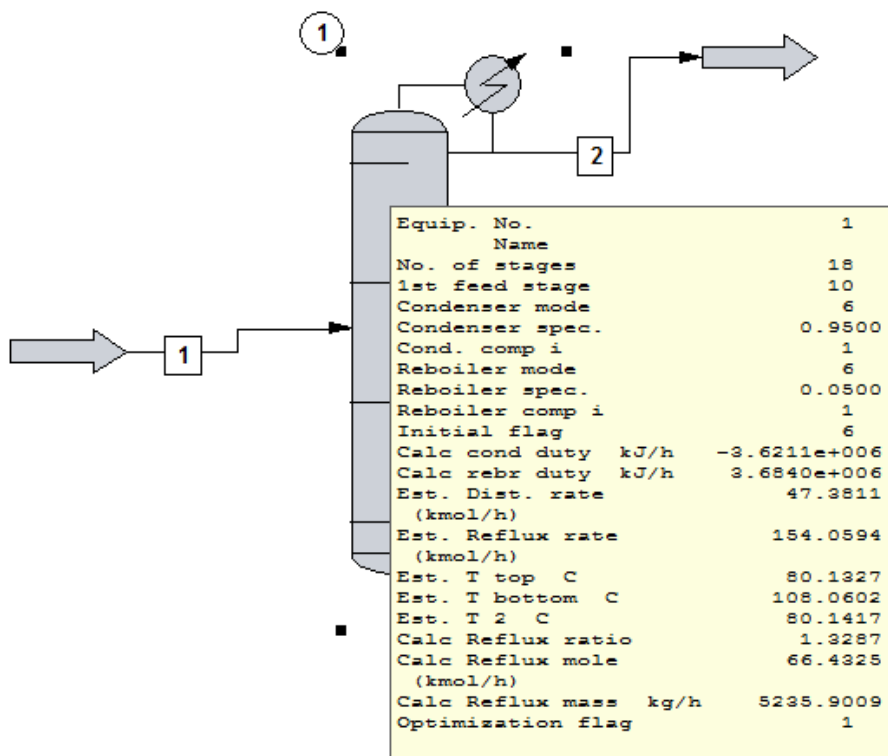 1
2
1
Equip. No. 1
Name
No. of stages 18
1st feed stage 10
Condenser mode 6
Condenser spec. 0.9500
Cond. comp i 1
Reboiler mode 6
Reboiler spec. 0.0500
Reboiler comp i 1
Initial flag 6
Calc cond duty kJ/h -3.6211e+006
Calc rebr duty kJ/h 3.6840e+006
Est. Dist. rate 47.3811
(kmol/h)
Est. Reflux rate 154.0594
(kmol/h)
Est. T top C 80.1327
Est. T bottom C 108.0602
Est. T 2 C 80.1417
Calc Reflux ratio 1.3287
Calc Reflux mole 66.4325
(kmol/h)
Calc Reflux mass kg/h 5235.9009
Optimization flag 1